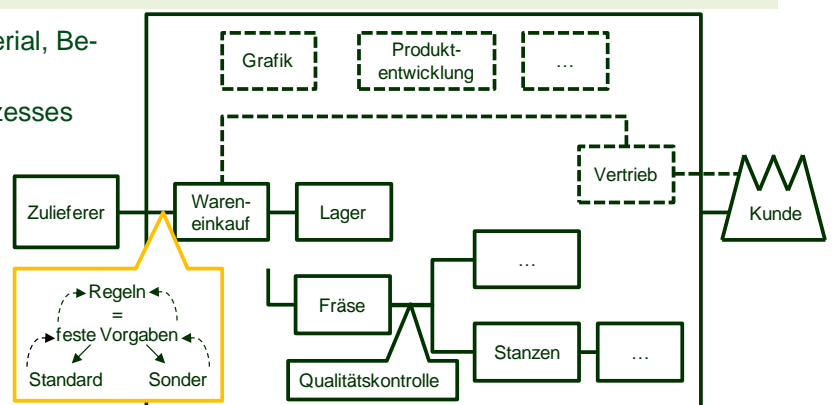 erial, Be-
zesses
Grafik
Produkt-
entwicklung
…
Vertrieb
Zulieferer
Waren-
einkauf
Lager
Kunde
Regeln
=
feste Vorgaben
Standard Sonder
Fräse
…
Qualitätskontrolle
Stanzen
…